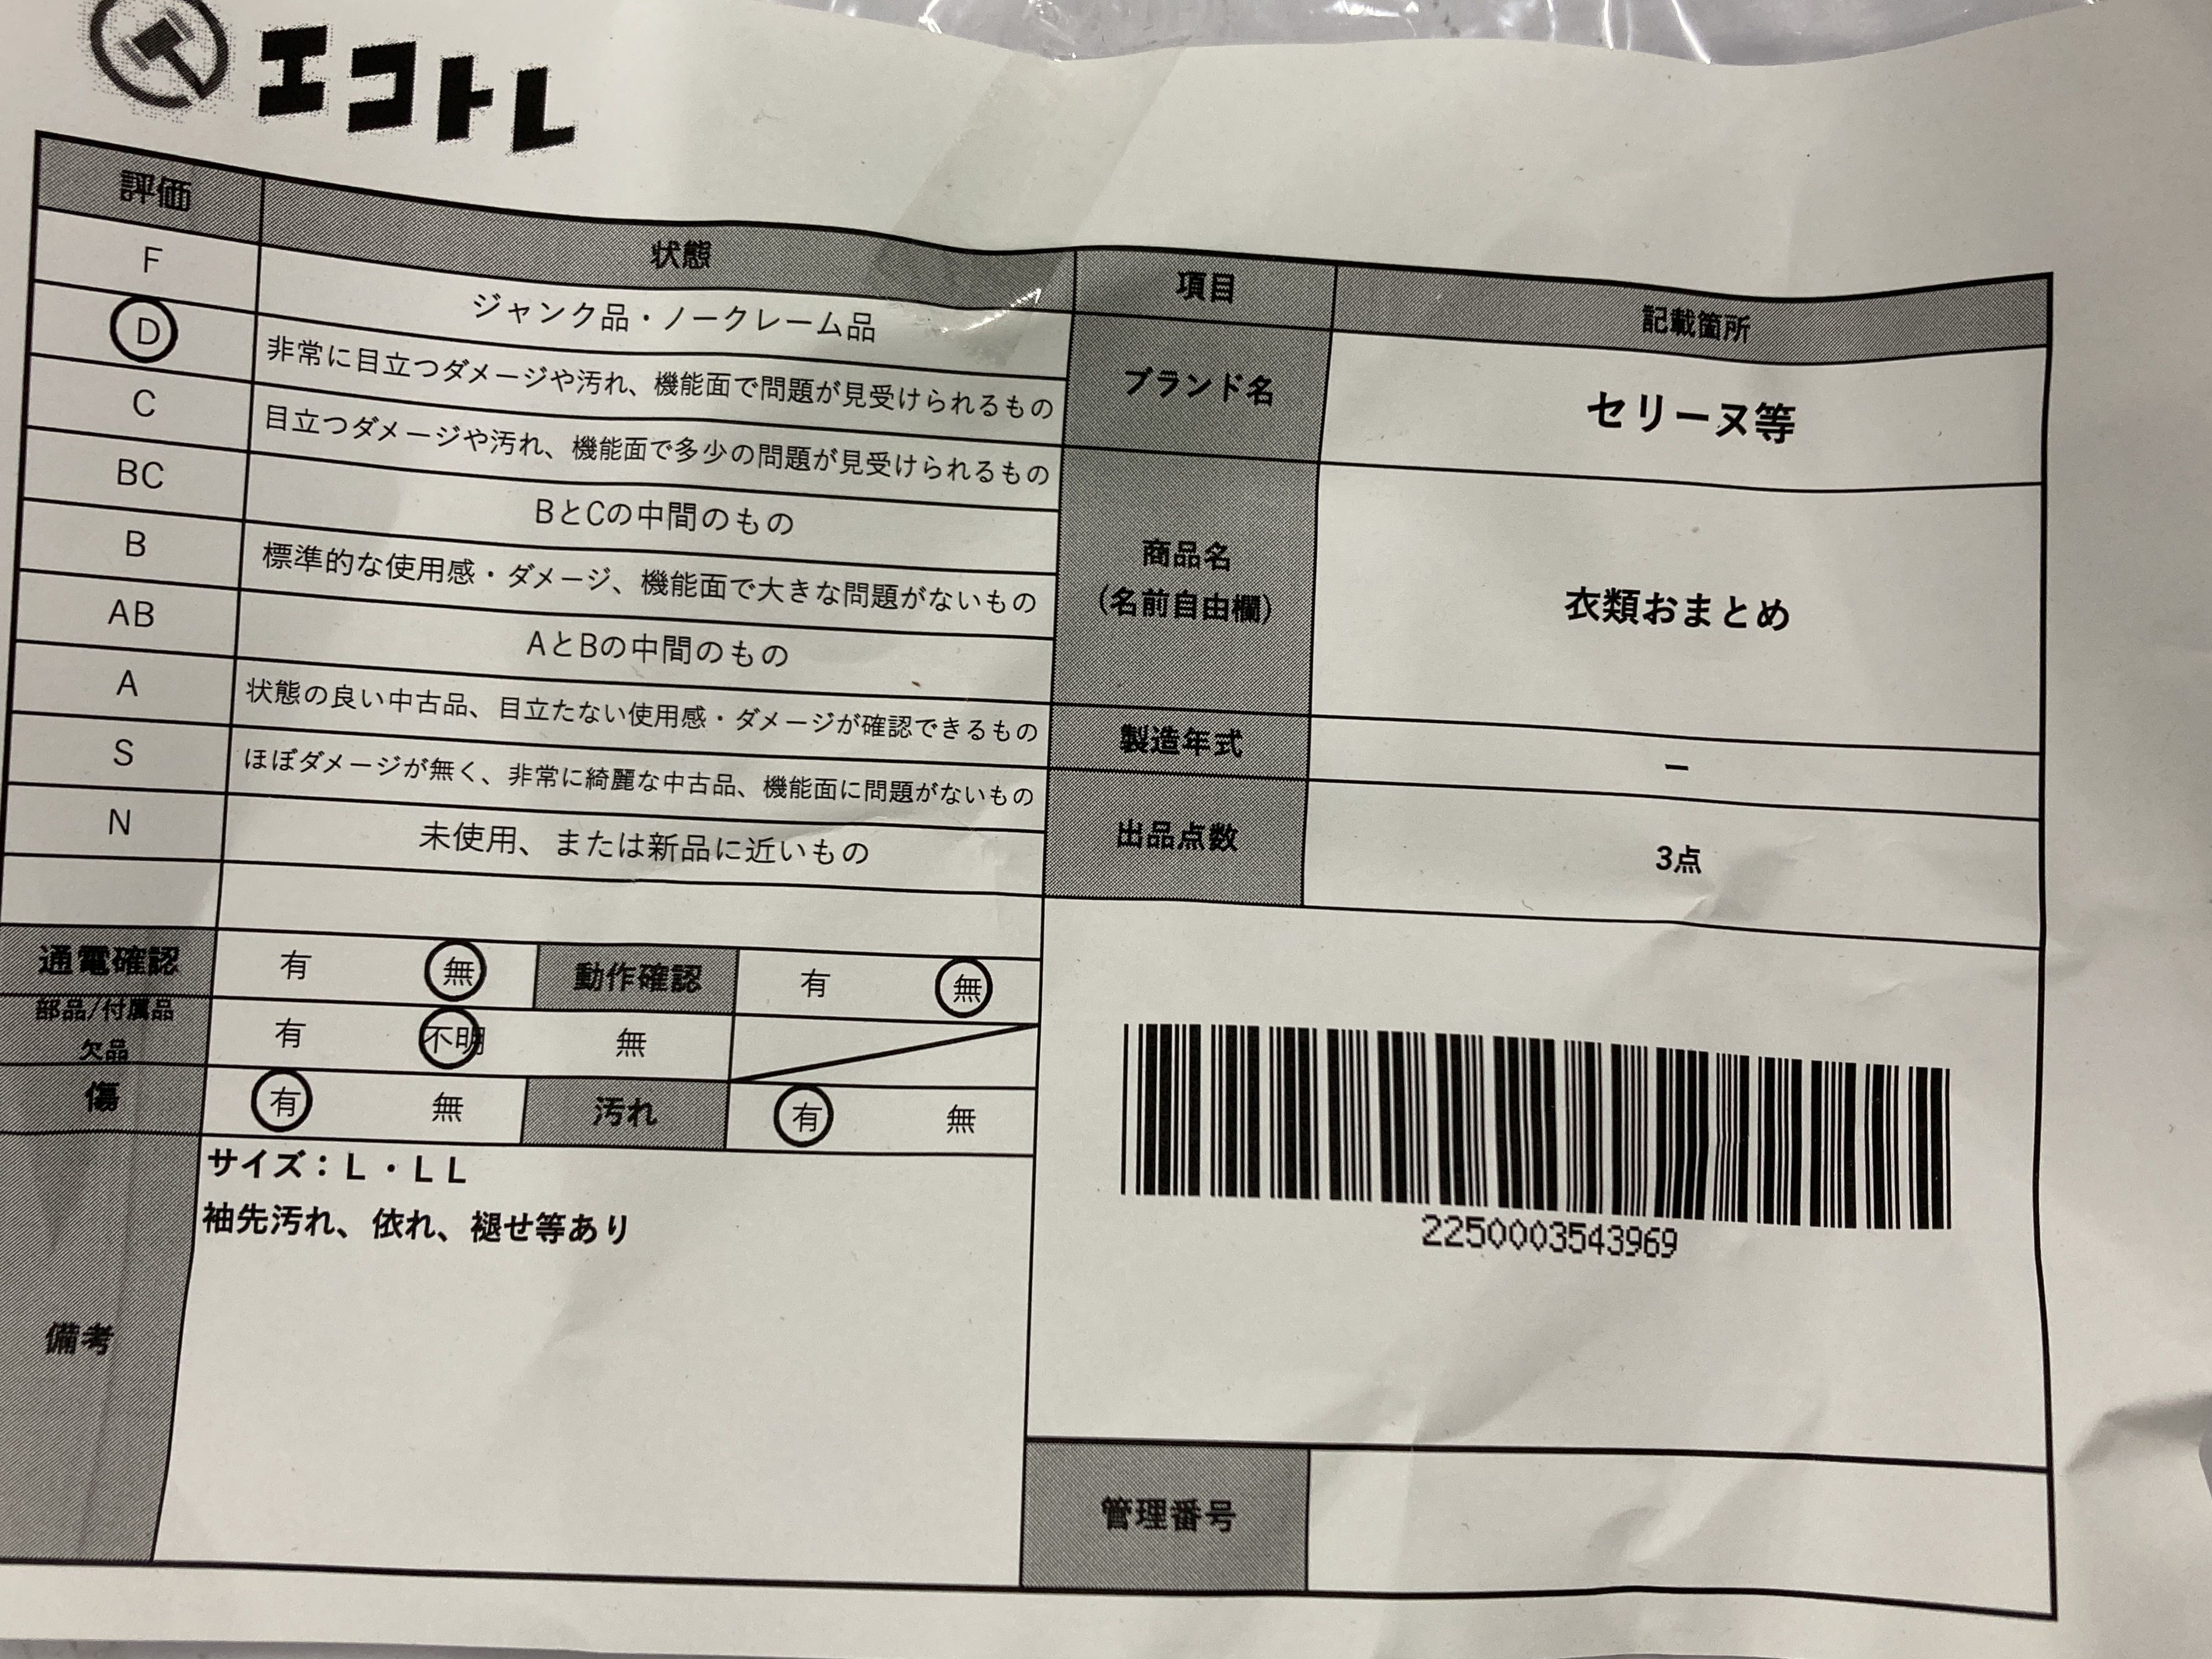 エコトレ
評価 状態
F ジャンク品・ノークレーム品
D 非常に目立つダメージや汚れ、機能面で問題が見受けられるもの
C 目立つダメージや汚れ、機能面で多少の問題が見受けられるもの
BC BとCの中間のもの
B 標準的な使用感・ダメージ、機能面で大きな問題がないもの
AB AとBの中間のもの
A 状態の良い中古品、目立たない使用感・ダメージが確認できるもの
S ほぼダメージが無く、非常に綺麗な中古品、機能面に問題がないもの
N 未使用、または新品に近いもの
通電確認 有 無 動作確認 有 無
部品/付属品
欠品 有 不明 無
傷 有 無 汚れ 有 無
備考
サイズ：L・LL
袖先汚れ、依れ、褪せ等あり
項目 記載箇所
ブランド名 セリーヌ等
商品名
(名前自由欄) 衣類おまとめ
製造年式 ー
出品点数 3点
2250003543969
管理番号